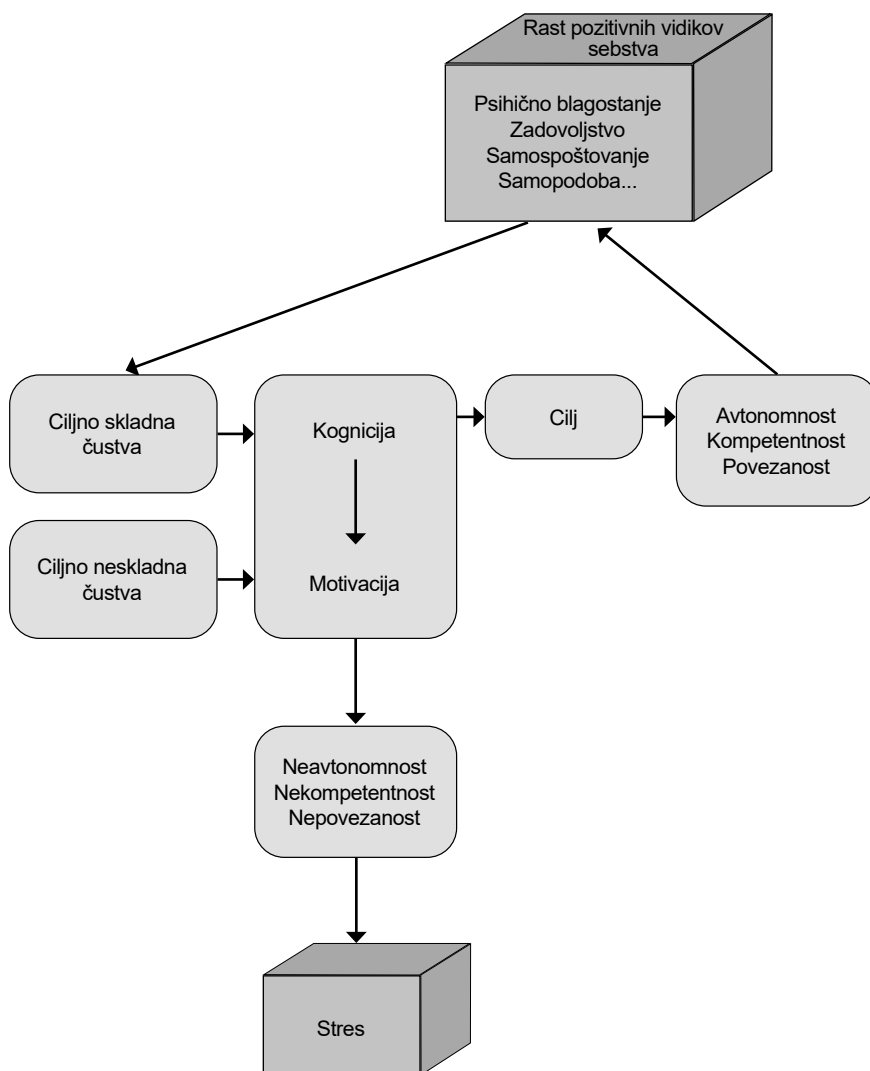 Rast pozitivnih vidikov
sebstva
Psihično blagostanje
Zadovoljstvo
Samospoštovanje
Samopodoba...
Ciljno skladna
čustva
Kognicija
Cilj
Avtonomnost
Kompetentnost
Povezanost
Ciljno neskladna
čustva
Motivacija
Neavtonomnost
Nekompetentnost
Nepovezanost
Stres